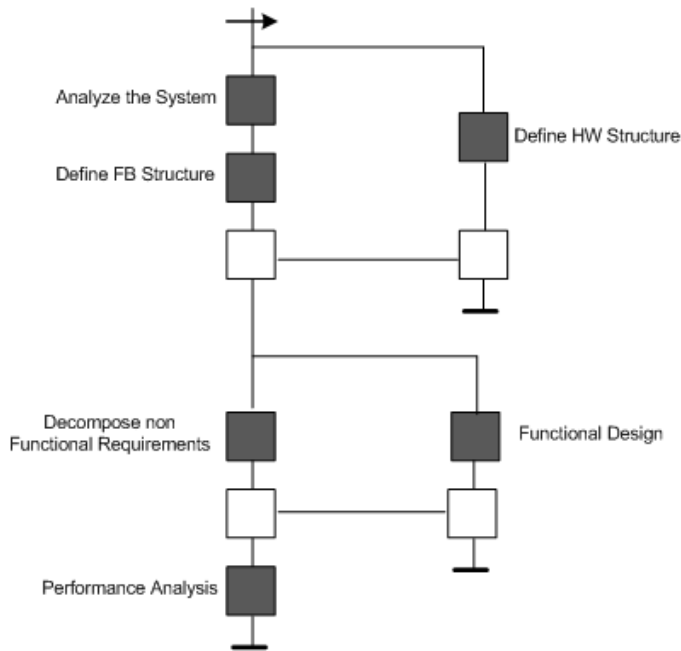 Analyze the System
Define HW Structure
Define FB Structure
Decompose non
Functional Requirements
Functional Design
Performance Analysis